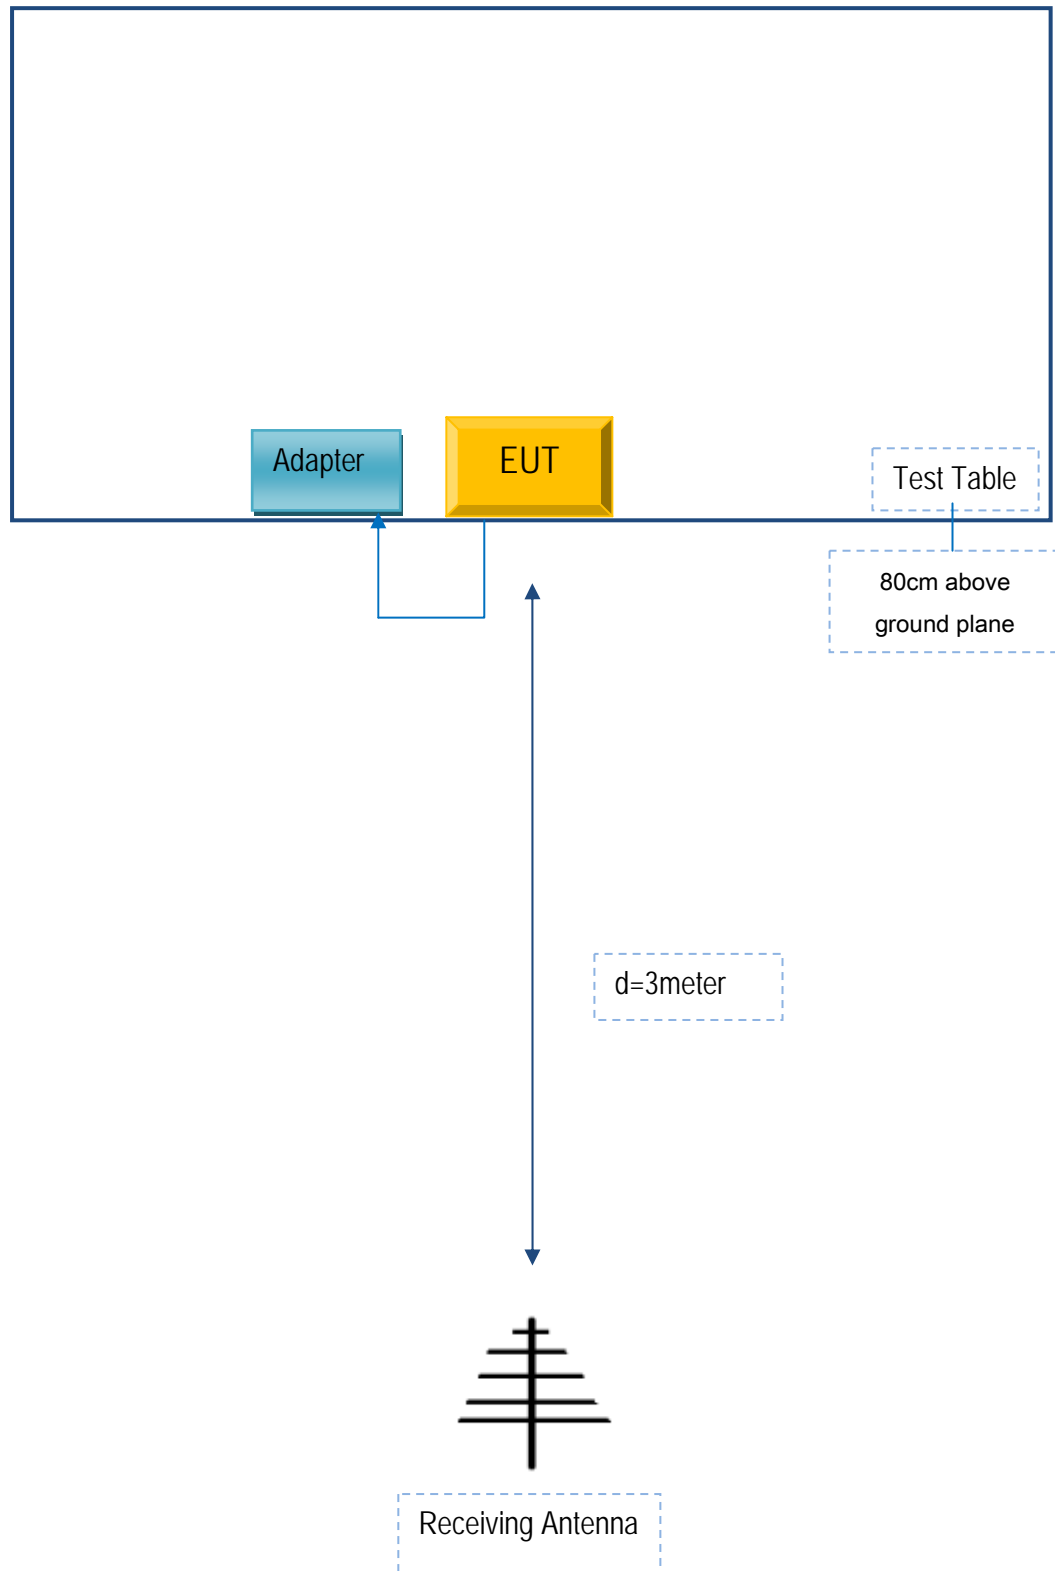 Adapter
EUT
Test Table
80cm above
ground plane
d=3meter
Receiving Antenna